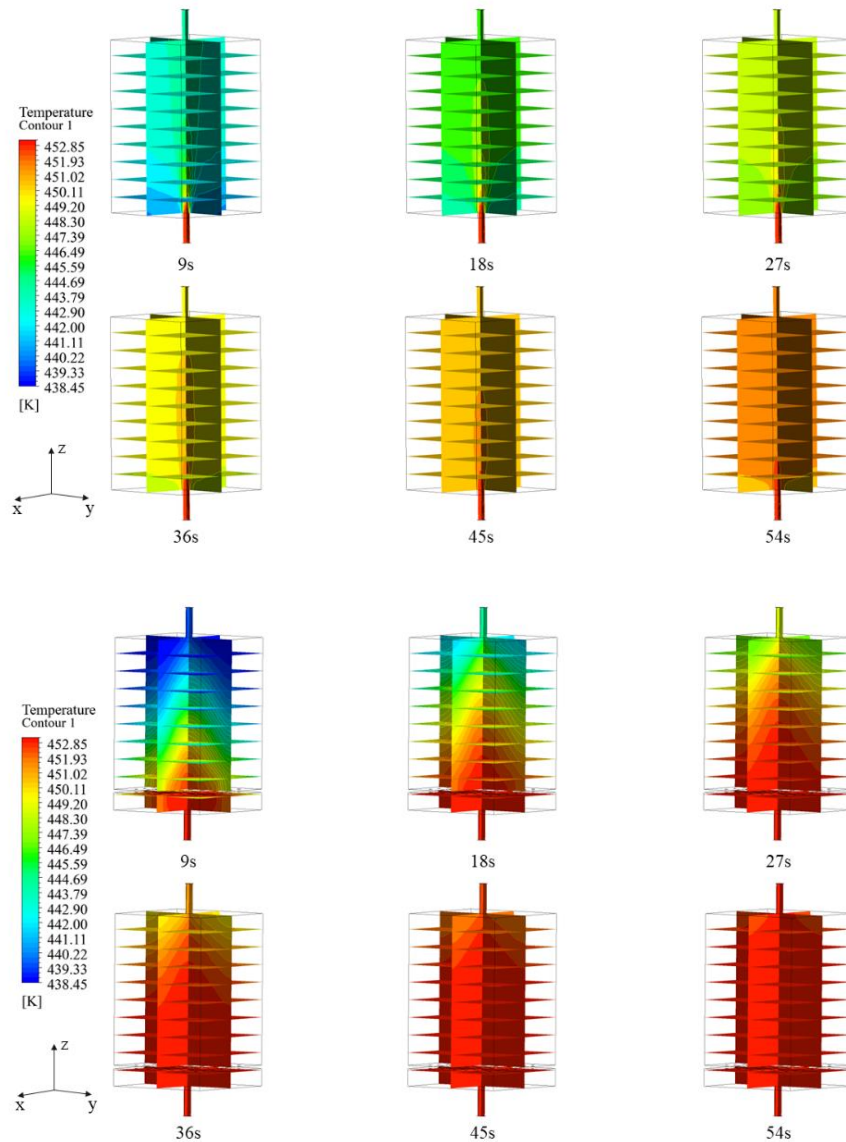 Temperature
Contour 1
452.85
451.93
451.02
450.11
449.20
448.30
447.39
446.49
445.59
444.69
443.79
442.90
442.00
441.11
440.22
439.33
438.45
[K]
z
x
y
9s
18s
27s
36s
45s
54s
Temperature
Contour 1
452.85
451.93
451.02
450.11
449.20
448.30
447.39
446.49
445.59
444.69
443.79
442.90
442.00
441.11
440.22
439.33
438.45
[K]
z
x
y
9s
18s
27s
36s
45s
54s